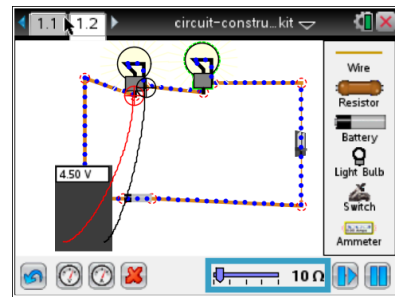 1.1 1.2 circuit-constru...kit
Wire
Resistor
Battery
4.50 V
Light Bulb
Switch
Ammeter
10 Ω